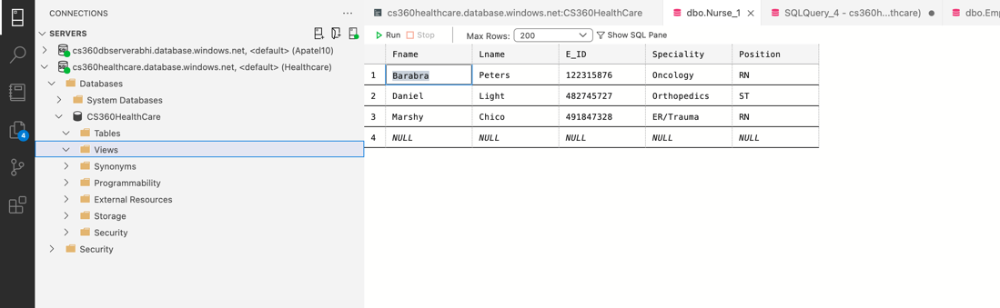 CONNECTIONS
SERVERS
cs360dbserverabhi.database.windows.net, <default> (Apatel10)
cs360healthcare.database.windows.net, <default> (Healthcare)
Databases
System Databases
CS360HealthCare
Tables
Views
Synonyms
Programmability
External Resources
Storage
Security
Security
4
cs360healthcare.database.windows.net:CS360HealthCare dbo.Nurse_1 SQLQuery_4 - cs360h...thcare) dbo.Emp
Run Stop Max Rows: 200 Show SQL Pane
Fname Lname E_ID Speciality Position
1 Barabra Peters 122315876 Oncology RN
2 Daniel Light 482745727 Orthopedics ST
3 Marshy Chico 491847328 ER/Trauma RN
4 NULL NULL NULL NULL NULL